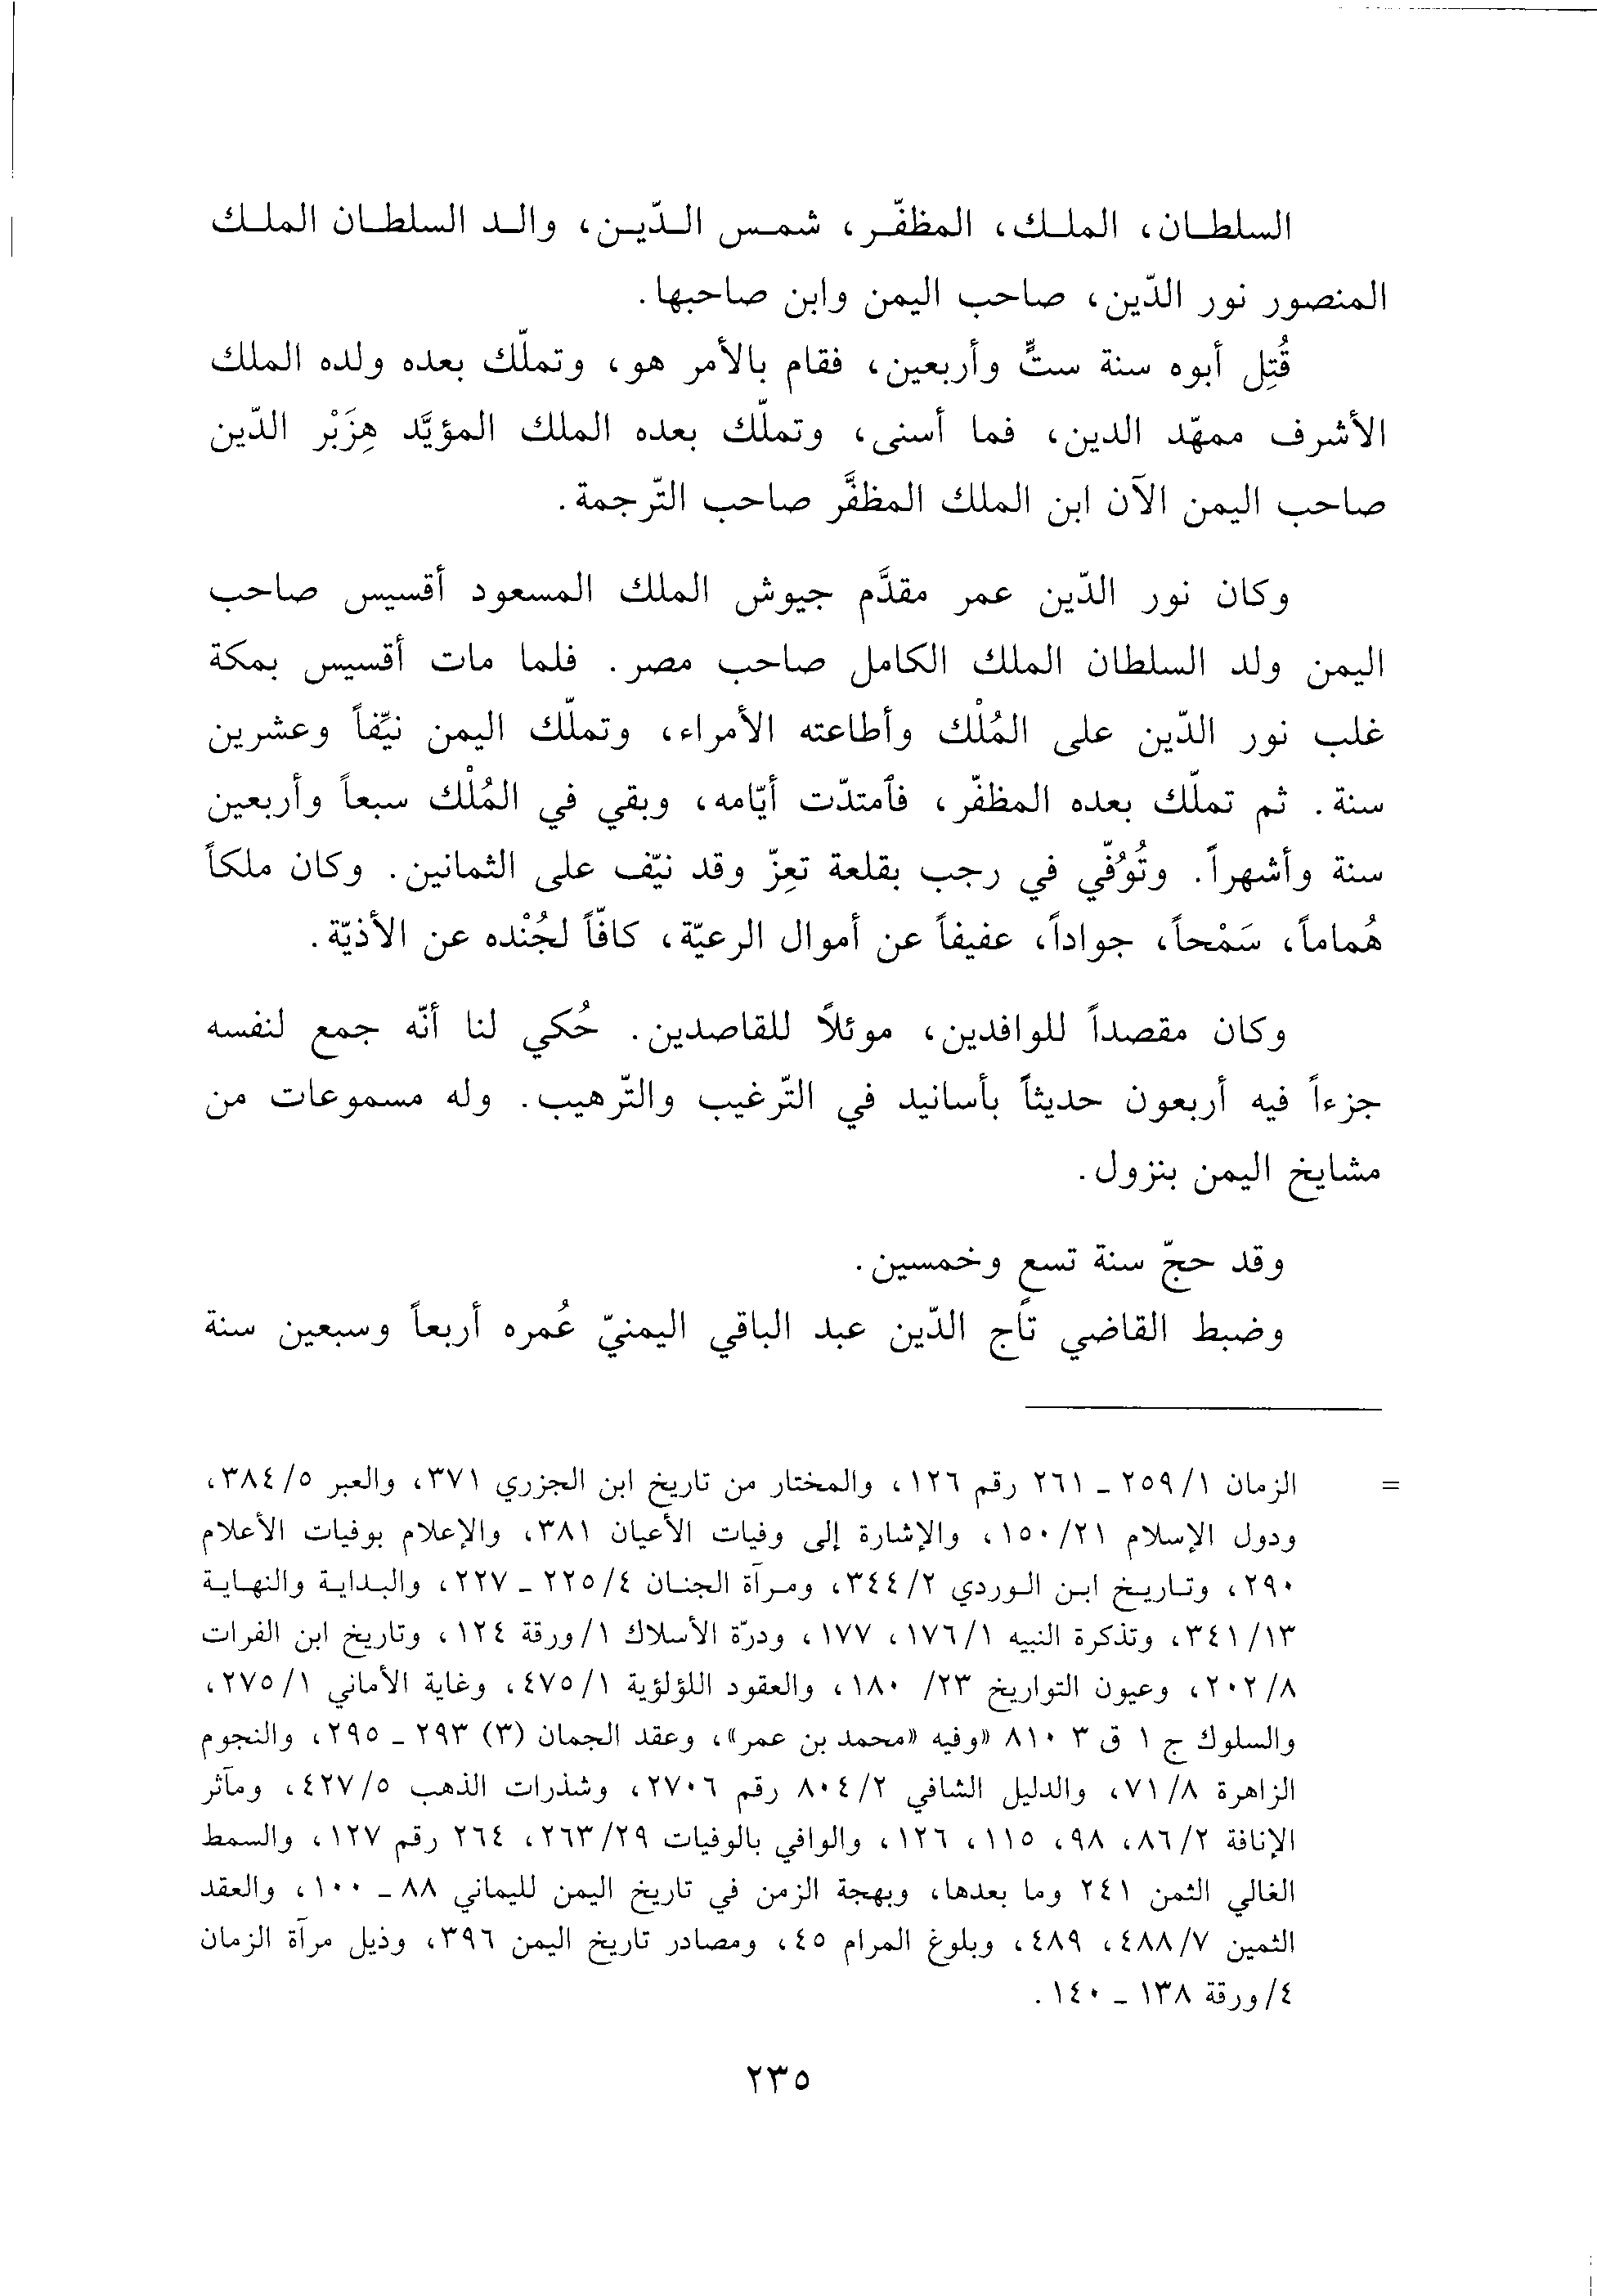 السلطان، الملك، المظفّر، شمس الدّين، والد السلطان الملك
المنصور نور الدّين، صاحب اليمن وابن صاحبها.
قُتِل أبوه سنة ستٍّ وأربعين، فقام بالأمر هو، وتملّك بعده ولده الملك
الأشرف ممهّد الدين، فما أسنى، وتملّك بعده الملك المؤيَّد هِزَبْر الدّين
صاحب اليمن الآن ابن الملك المظفَّر صاحب التّرجمة.
وكان نور الدّين عمر مقدَّم جيوش الملك المسعود أقسيس صاحب
اليمن ولد السلطان الملك الكامل صاحب مصر. فلما مات أقسيس بمكة
غلب نور الدّين على المُلْك وأطاعته الأمراء، وتملّك اليمن نيِّفاً وعشرين
سنة. ثم تملّك بعده المظفّر، فٱمتدّت أيّامه، وبقي في المُلْك سبعاً وأربعين
سنة وأشهراً. وتُوُفّي في رجب بقلعة تعِزّ وقد نيّف على الثمانين. وكان ملكاً
هُماماً، سَمْحاً، جواداً، عفيفاً عن أموال الرعيّة، كافّاً لجُنْده عن الأذيّة.
وكان مقصداً للوافدين، موئلاً للقاصدين. حُكي لنا أنّه جمع لنفسه
جزءاً فيه أربعون حديثاً بأسانيد في التّرغيب والتّرهيب. وله مسموعات من
مشايخ اليمن بنزول.
وقد حجّ سنة تسعٍ وخمسين.
وضبط القاضي تاج الدّين عبد الباقي اليمنيّ عُمره أربعاً وسبعين سنة
= الزمان ١/ ٢٥٩ ـ ٢٦١ رقم ١٢٦، والمختار من تاريخ ابن الجزري ٣٧١، والعبر ٥/ ٣٨٤،
ودول الإسلام ٢١/ ١٥٠، والإشارة إلى وفيات الأعيان ٣٨١، والإعلام بوفيات الأعلام
٢٩٠، وتاريخ ابن الوردي ٢/ ٣٤٤، ومرآة الجنان ٤/ ٢٢٥ ـ ٢٢٧، والبداية والنهاية
١٣/ ٣٤١، وتذكرة النبيه ١/ ١٧٦، ١٧٧، ودرّة الأسلاك ١/ ورقة ١٢٤، وتاريخ ابن الفرات
٨/ ٢٠٢، وعيون التواريخ ٢٣/ ١٨٠، والعقود اللؤلؤية ١/ ٤٧٥، وغاية الأماني ١/ ٢٧٥،
والسلوك ج ١ ق ٣ ٨١٠ «وفيه «محمد بن عمر»، وعقد الجمان (٣) ٢٩٣ ـ ٢٩٥، والنجوم
الزاهرة ٨/ ٧١، والدليل الشافي ٢/ ٨٠٤ رقم ٢٧٠٦، وشذرات الذهب ٥/ ٤٢٧، ومآثر
الإنافة ٢/ ٨٦، ٩٨، ١١٥، ١٢٦، والوافي بالوفيات ٢٩/ ٢٦٣، ٢٦٤ رقم ١٢٧، والسمط
الغالي الثمن ٢٤١ وما بعدها، وبهجة الزمن في تاريخ اليمن لليماني ٨٨ ـ ١٠٠، والعقد
الثمين ٧/ ٤٨٨، ٤٨٩، وبلوغ المرام ٤٥، ومصادر تاريخ اليمن ٣٩٦، وذيل مرآة الزمان
٤/ ورقة ١٣٨ ـ ١٤٠.
٢٣٥